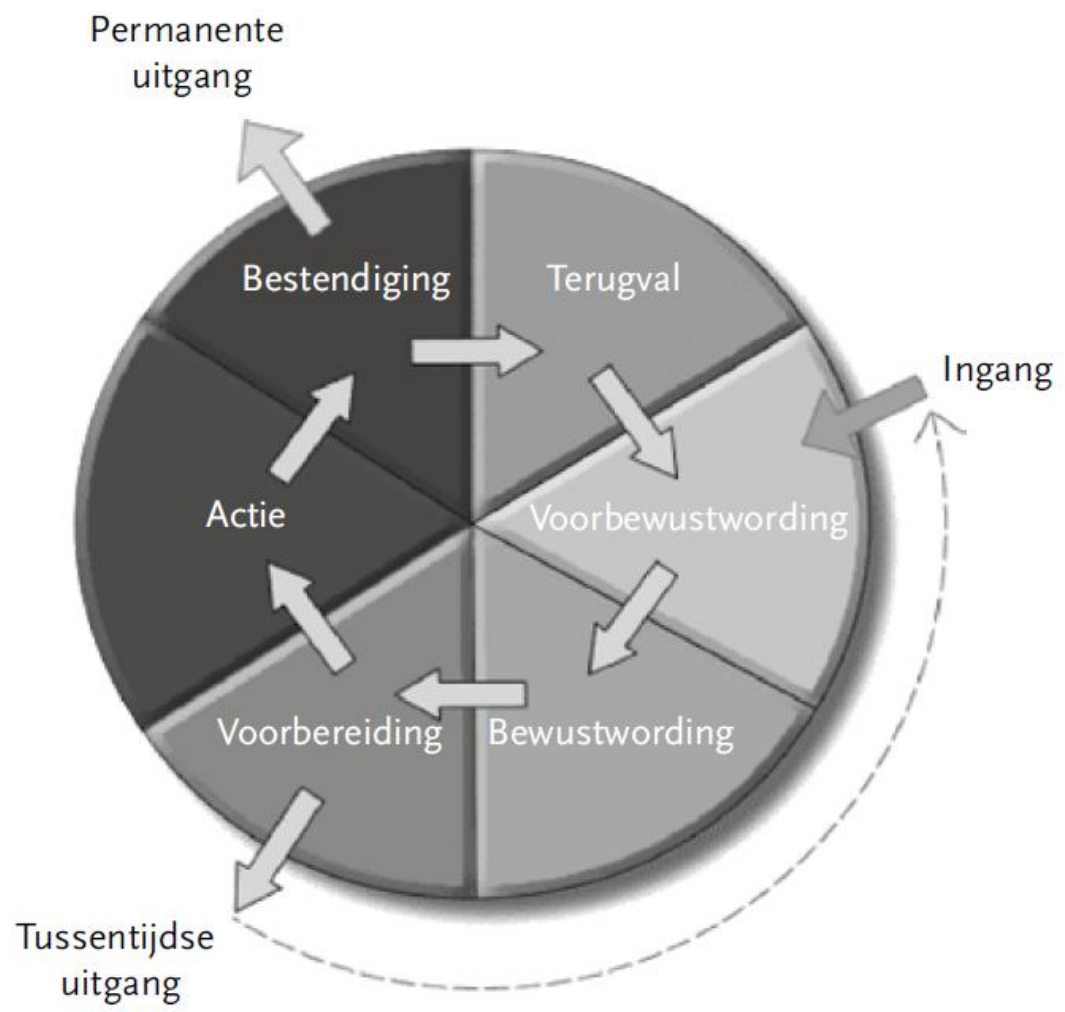 Permanente
uitgang
Bestendiging
Terugval
Ingang
Actie
Voorbewustwording
Voorbereiding
Bewustwording
Tussentijdse
uitgang